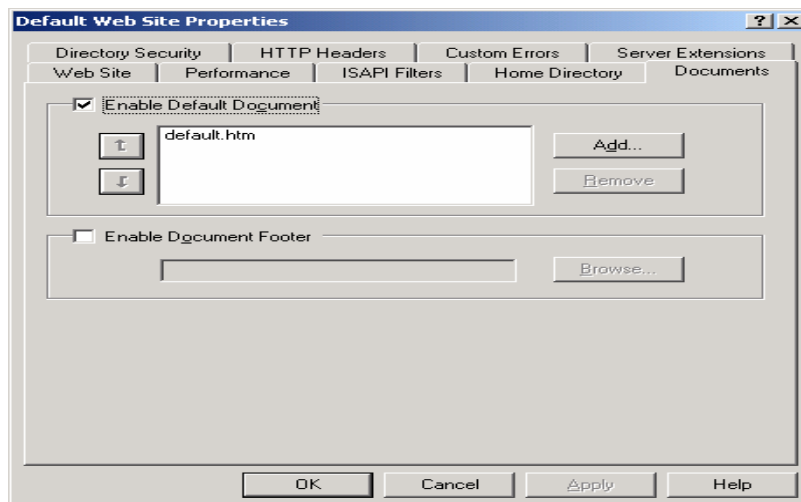 Default Web Site Properties
Directory Security HTTP Headers Custom Errors Server Extensions
Web Site Performance ISAPI Filters Home Directory Documents
Enable Default Document
default.htm
Add...
Remove
Enable Document Footer
Browse...
OK Cancel Apply Help